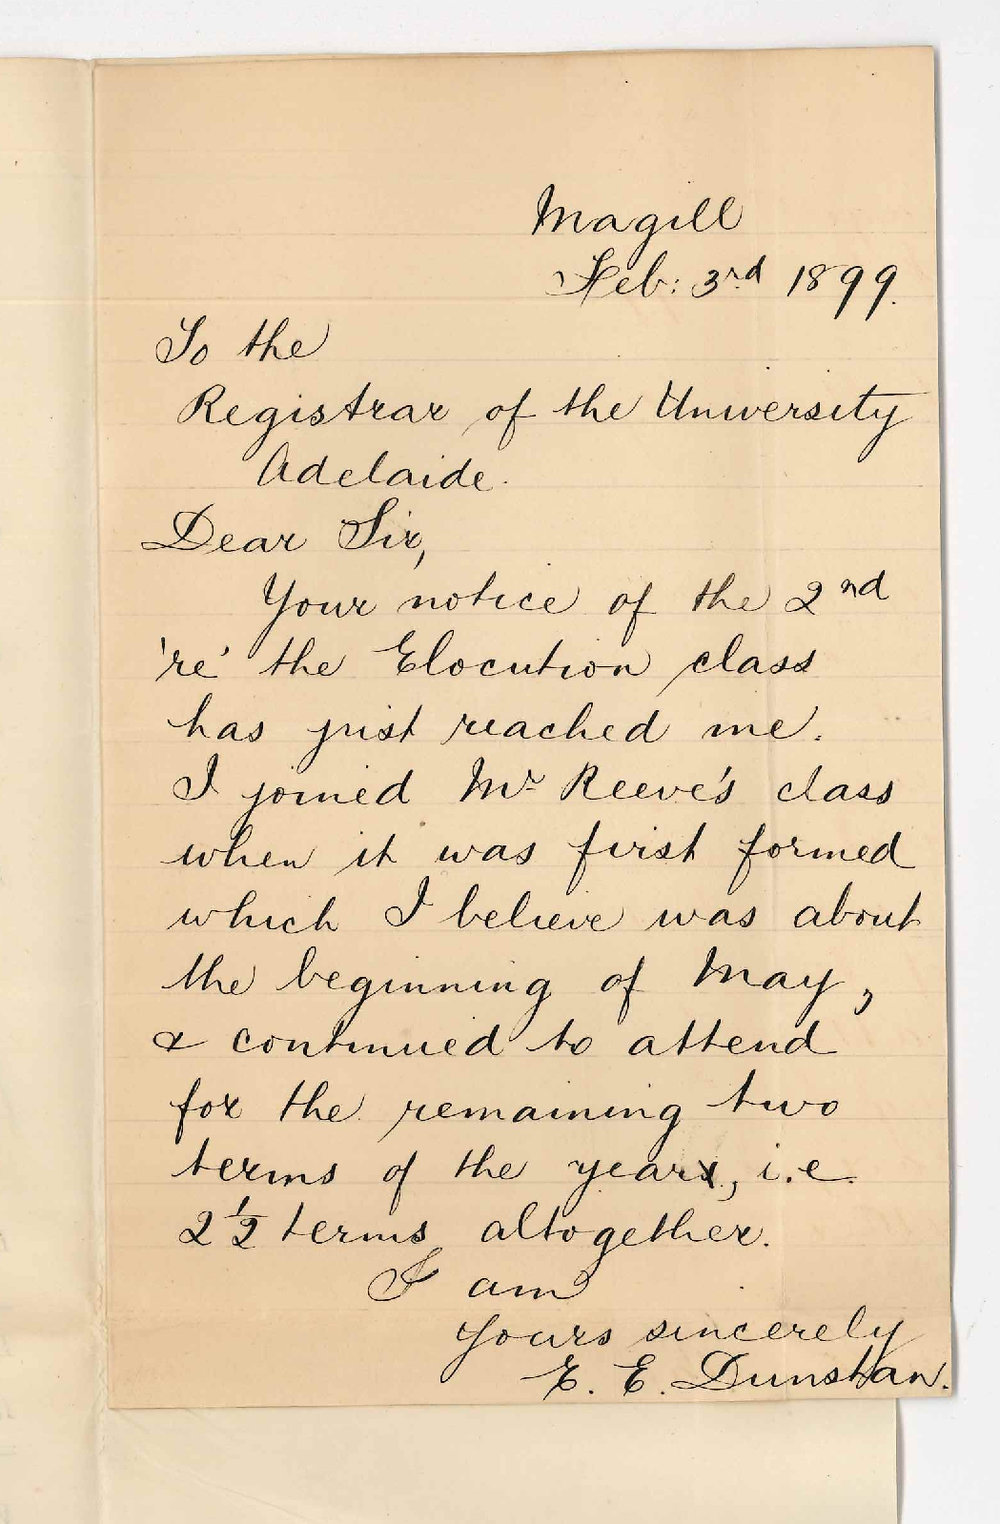 Magill
Feb: 3rd 1899.
To the
Registrar of the University
Adelaide.
Dear Sir,
Your notice of the 2nd
're' the Elocution class
has just reached me.
I joined Mr Reeve's class
when it was first formed
which I believe was about
the beginning of May,
& continued to attend
for the remaining two
terms of the year, i.e.
2 1/2 terms altogether.
I am
Yours sincerely
E. E. Dunstan.